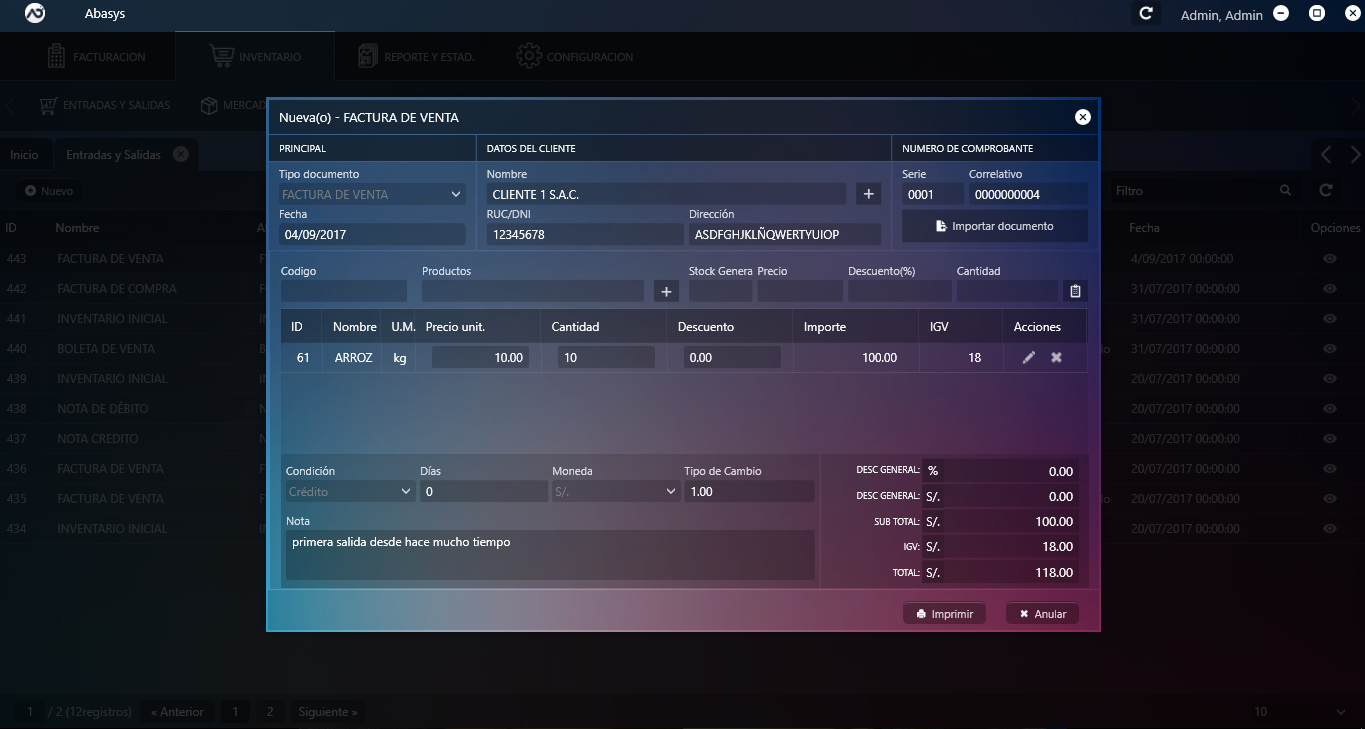 Abasys
Admin, Admin
FACTURACION
INVENTARIO
REPORTE Y ESTAD.
CONFIGURACION
ENTRADAS Y SALIDAS
Inicio
Entradas y Salidas
Nuevo
Filtro
ID Nombre Fecha Opciones
443 FACTURA DE VENTA 4/09/2017 00:00:00
442 FACTURA DE COMPRA 31/07/2017 00:00:00
441 INVENTARIO INICIAL 31/07/2017 00:00:00
440 BOLETA DE VENTA 31/07/2017 00:00:00
439 INVENTARIO INICIAL 20/07/2017 00:00:00
438 NOTA DE DÉBITO 20/07/2017 00:00:00
437 NOTA CREDITO 20/07/2017 00:00:00
436 FACTURA DE VENTA 20/07/2017 00:00:00
435 FACTURA DE VENTA 20/07/2017 00:00:00
434 INVENTARIO INICIAL 20/07/2017 00:00:00
Nueva(o) - FACTURA DE VENTA
PRINCIPAL DATOS DEL CLIENTE NUMERO DE COMPROBANTE
Tipo documento Nombre Serie Correlativo
FACTURA DE VENTA CLIENTE 1 S.A.C. 0001 0000000004
Fecha RUC/DNI Dirección
04/09/2017 12345678 ASDFGHJKLÑQWERTYUIOP Importar documento
Codigo Productos Stock Genera Precio Descuento(%) Cantidad
ID Nombre U.M. Precio unit. Cantidad Descuento Importe IGV Acciones
61 ARROZ kg 10.00 10 0.00 100.00 18
Condición Días Moneda Tipo de Cambio
Crédito 0 S/. 1.00
Nota
primera salida desde hace mucho tiempo
DESC GENERAL: % 0.00
DESC GENERAL: S/. 0.00
SUB TOTAL: S/. 100.00
IGV: S/. 18.00
TOTAL: S/. 118.00
Imprimir Anular
1 / 2 (12registros) « Anterior 1 2 Siguiente » 10